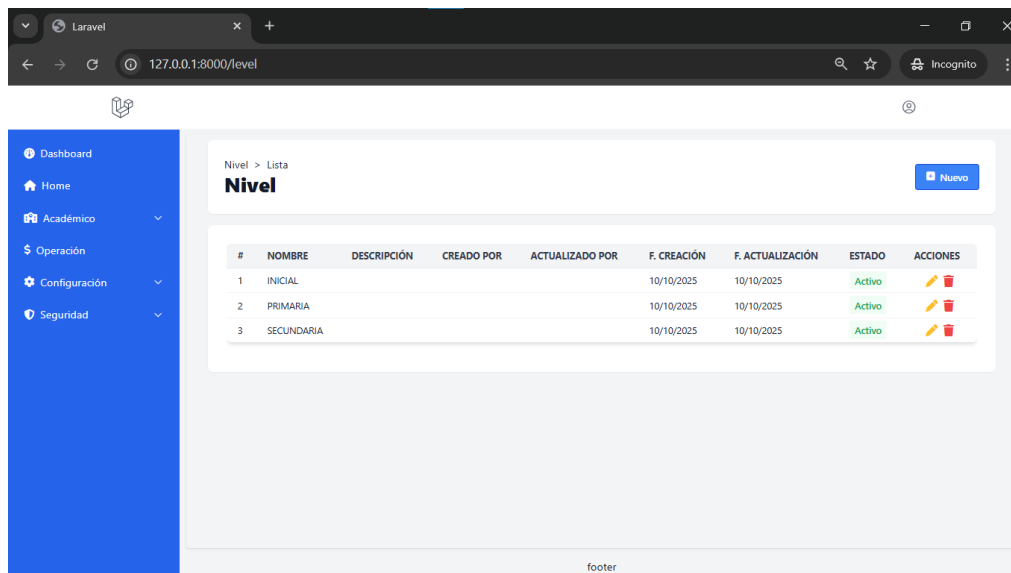 Laravel
127.0.0.1:8000/level
Incognito
Dashboard
Home
Académico
$ Operación
Configuración
Seguridad
Nivel > Lista
Nivel
Nuevo
# NOMBRE DESCRIPCIÓN CREADO POR ACTUALIZADO POR F. CREACIÓN F. ACTUALIZACIÓN ESTADO ACCIONES
1 INICIAL 10/10/2025 10/10/2025 Activo
2 PRIMARIA 10/10/2025 10/10/2025 Activo
3 SECUNDARIA 10/10/2025 10/10/2025 Activo
footer